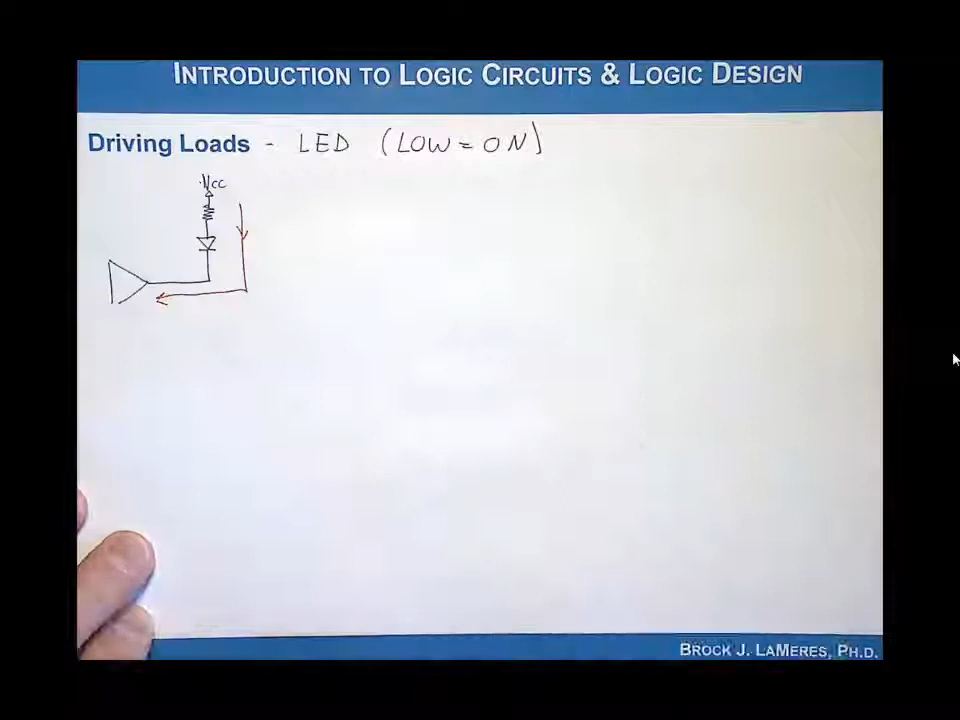 INTRODUCTION TO LOGIC CIRCUITS & LOGIC DESIGN
Driving Loads - LED (LOW = ON)
Vcc
BROCK J. LAMERES, PH.D.